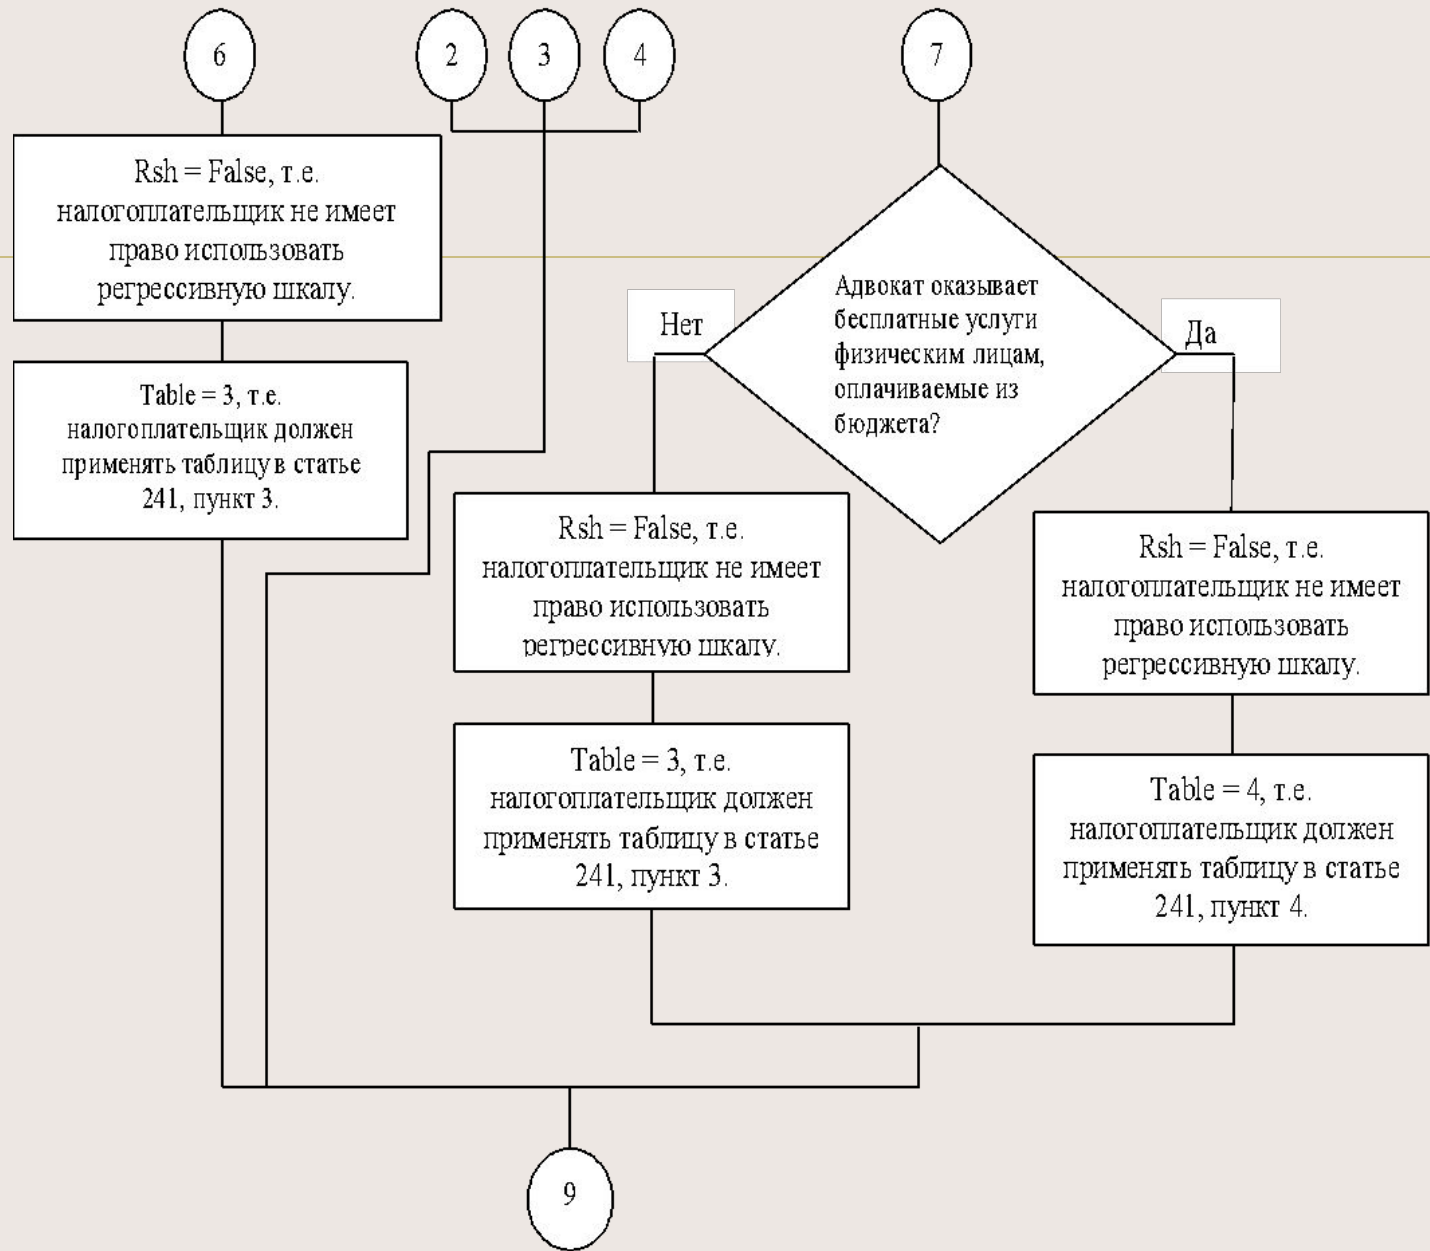 6
2
3
4
7
Rsh = False, т.е.
налогоплательщик не имеет
право использовать
регрессивную шкалу.
Table = 3, т.е.
налогоплательщик должен
применять таблицу в статье
241, пункт 3.
Адвокат оказывает
бесплатные услуги
физическим лицам,
оплачиваемые из
бюджета?
Нет
Да
Rsh = False, т.е.
налогоплательщик не имеет
право использовать
регрессивную шкалу.
Table = 3, т.е.
налогоплательщик должен
применять таблицу в статье
241, пункт 3.
Rsh = False, т.е.
налогоплательщик не имеет
право использовать
регрессивную шкалу.
Table = 4, т.е.
налогоплательщик должен
применять таблицу в статье
241, пункт 4.
9